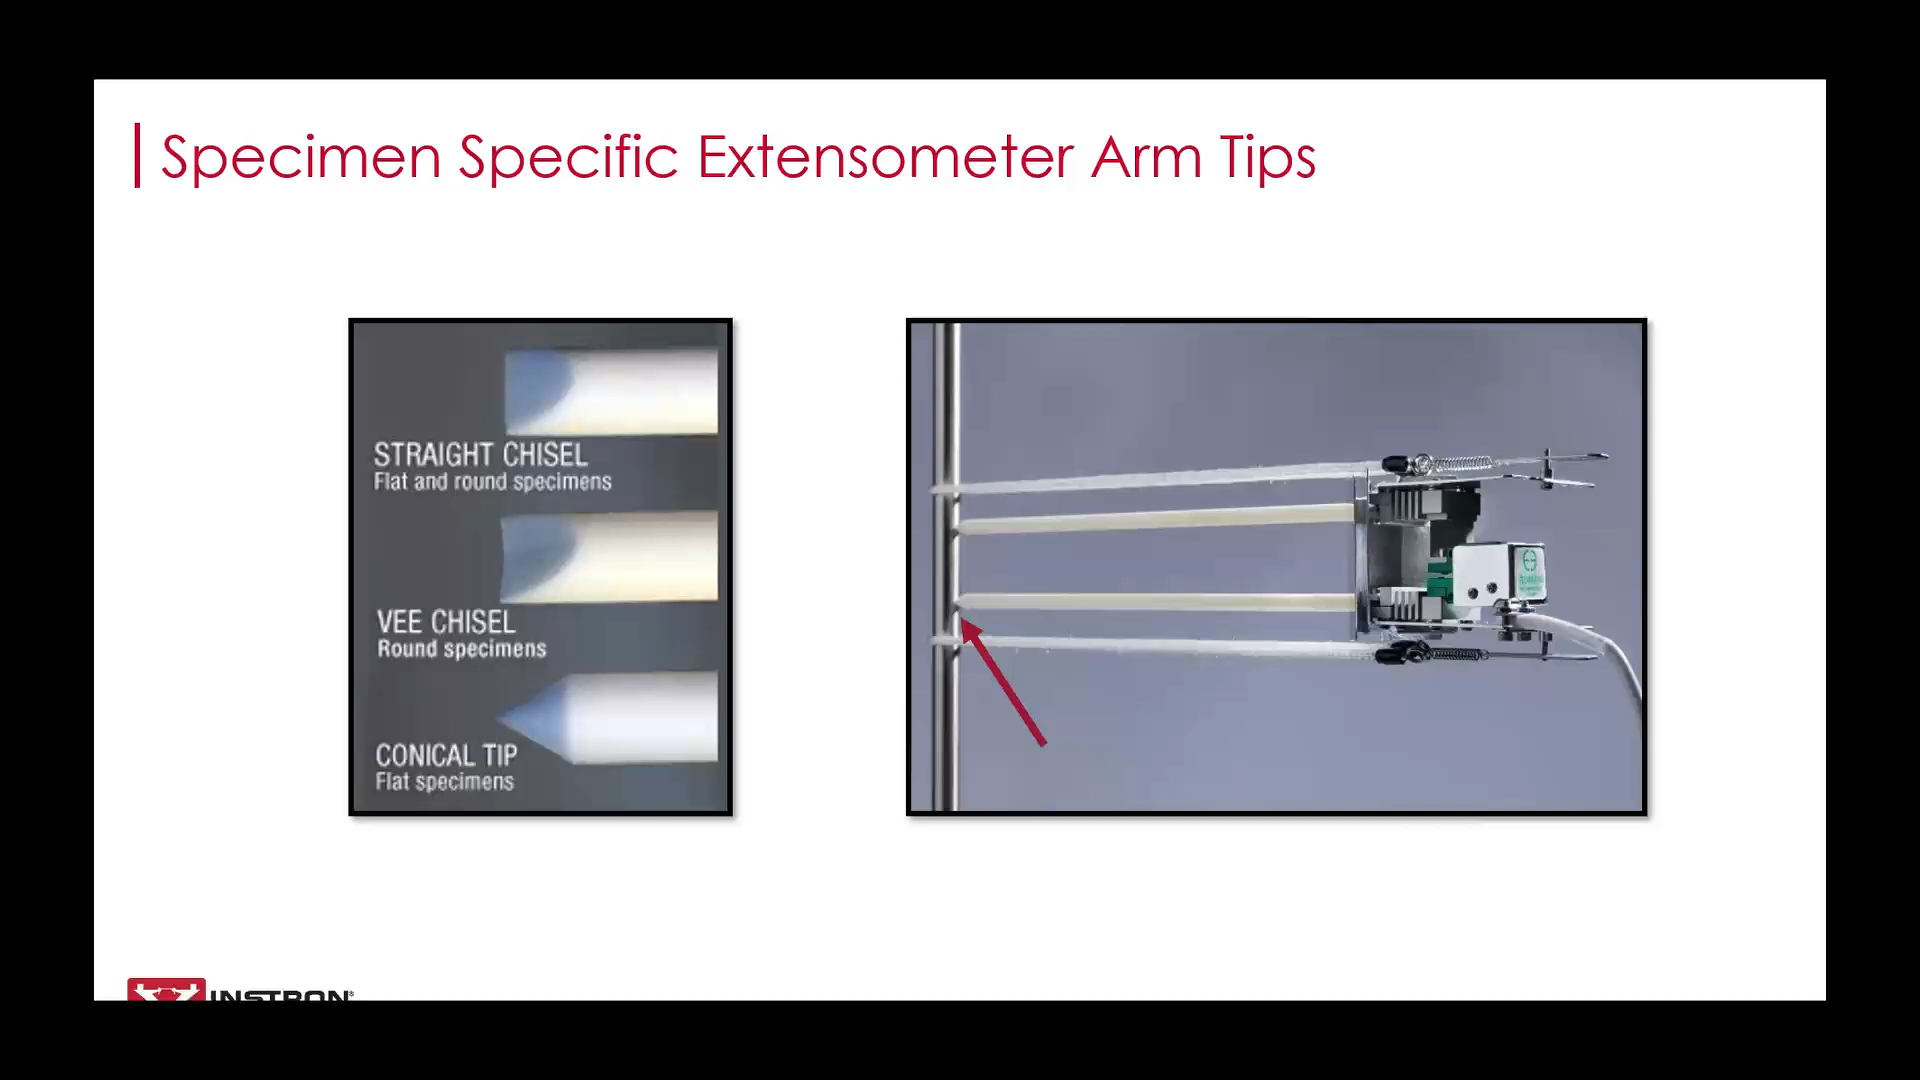 Specimen Specific Extensometer Arm Tips
STRAIGHT CHISEL
Flat and round specimens
VEE CHISEL
Round specimens
CONICAL TIP
Flat specimens
INSTRON®